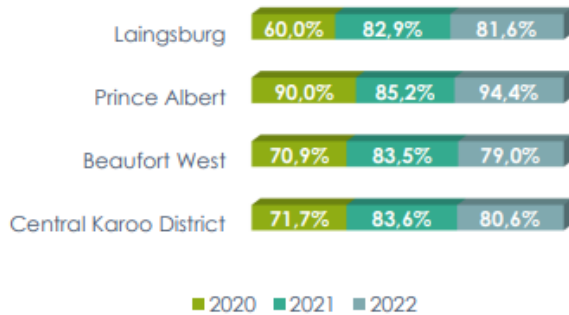 Laingsburg 60,0% 82,9% 81,6%
Prince Albert 90,0% 85,2% 94,4%
Beaufort West 70,9% 83,5% 79,0%
Central Karoo District 71,7% 83,6% 80,6%
2020 2021 2022